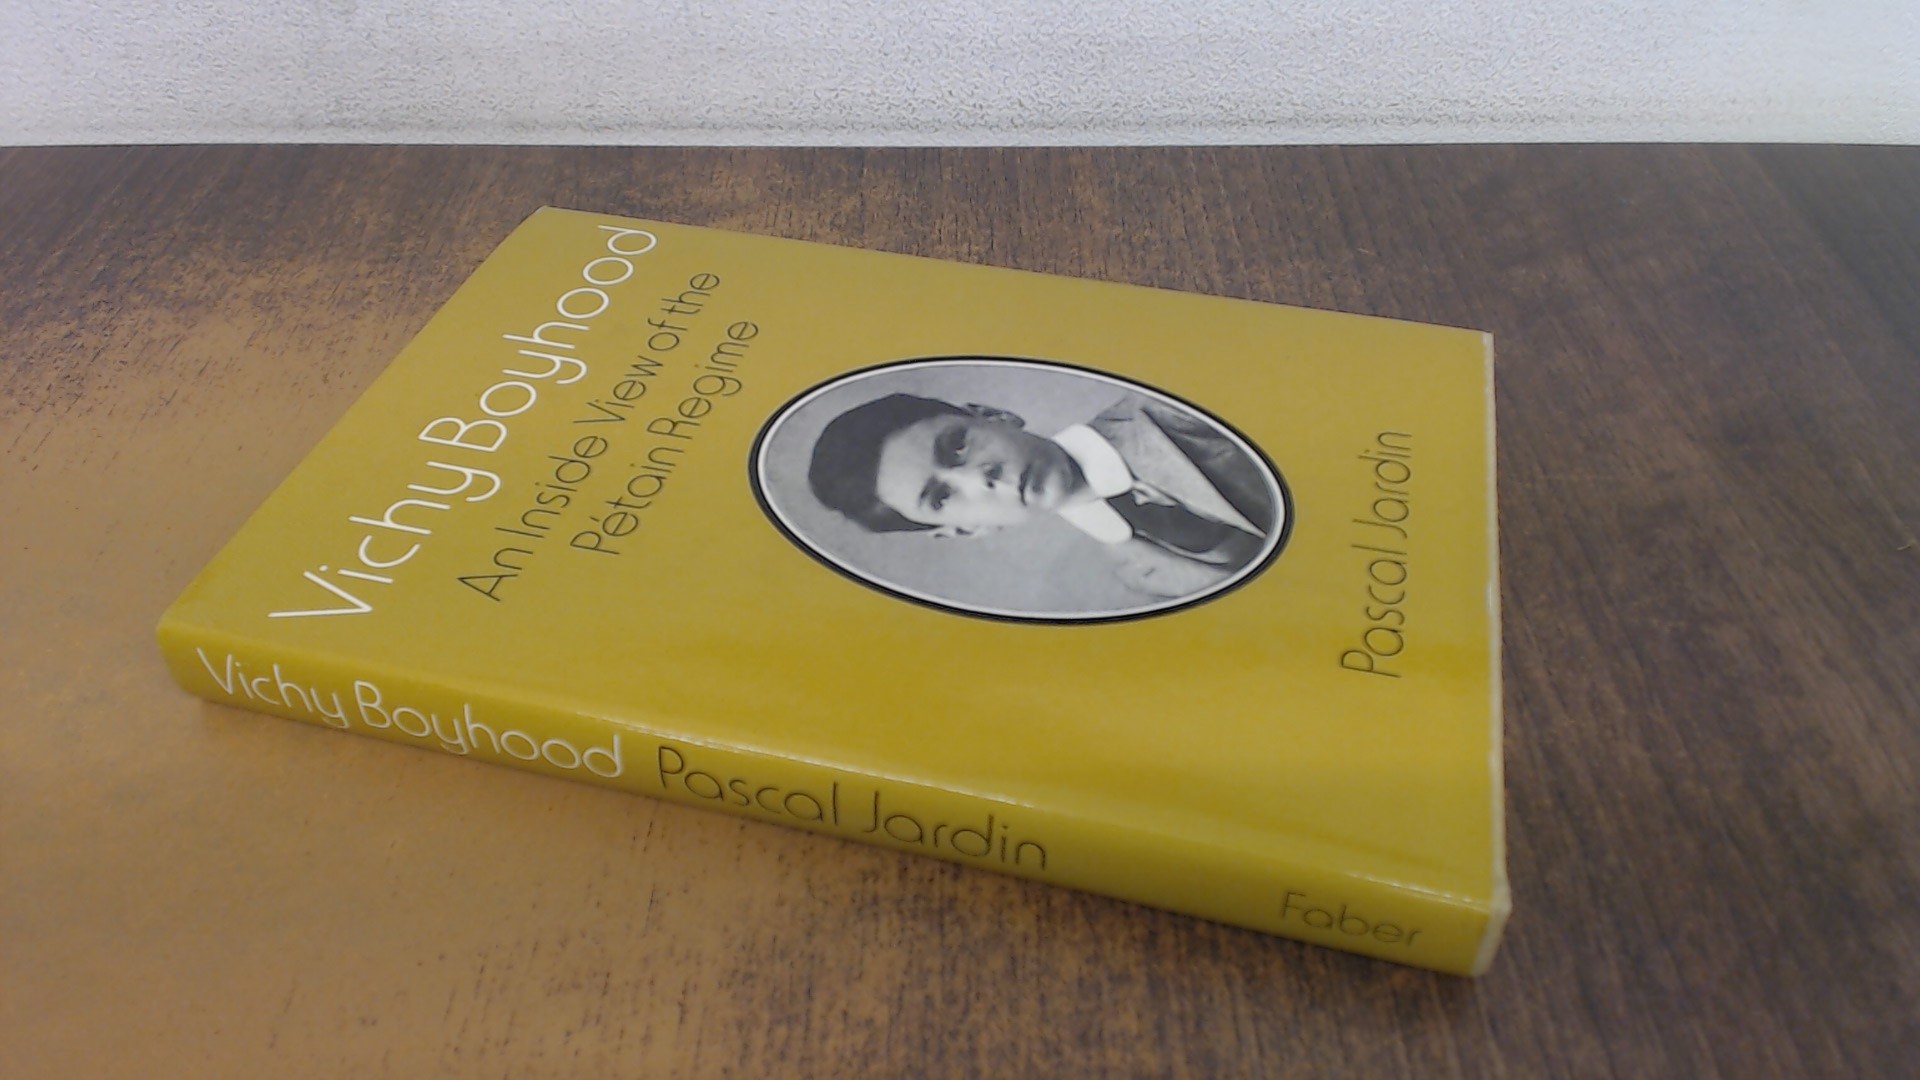 Vichy Boyhood
An Inside View of the
Pétain Regime
Pascal Jardin
Vichy Boyhood Pascal Jardin Faber